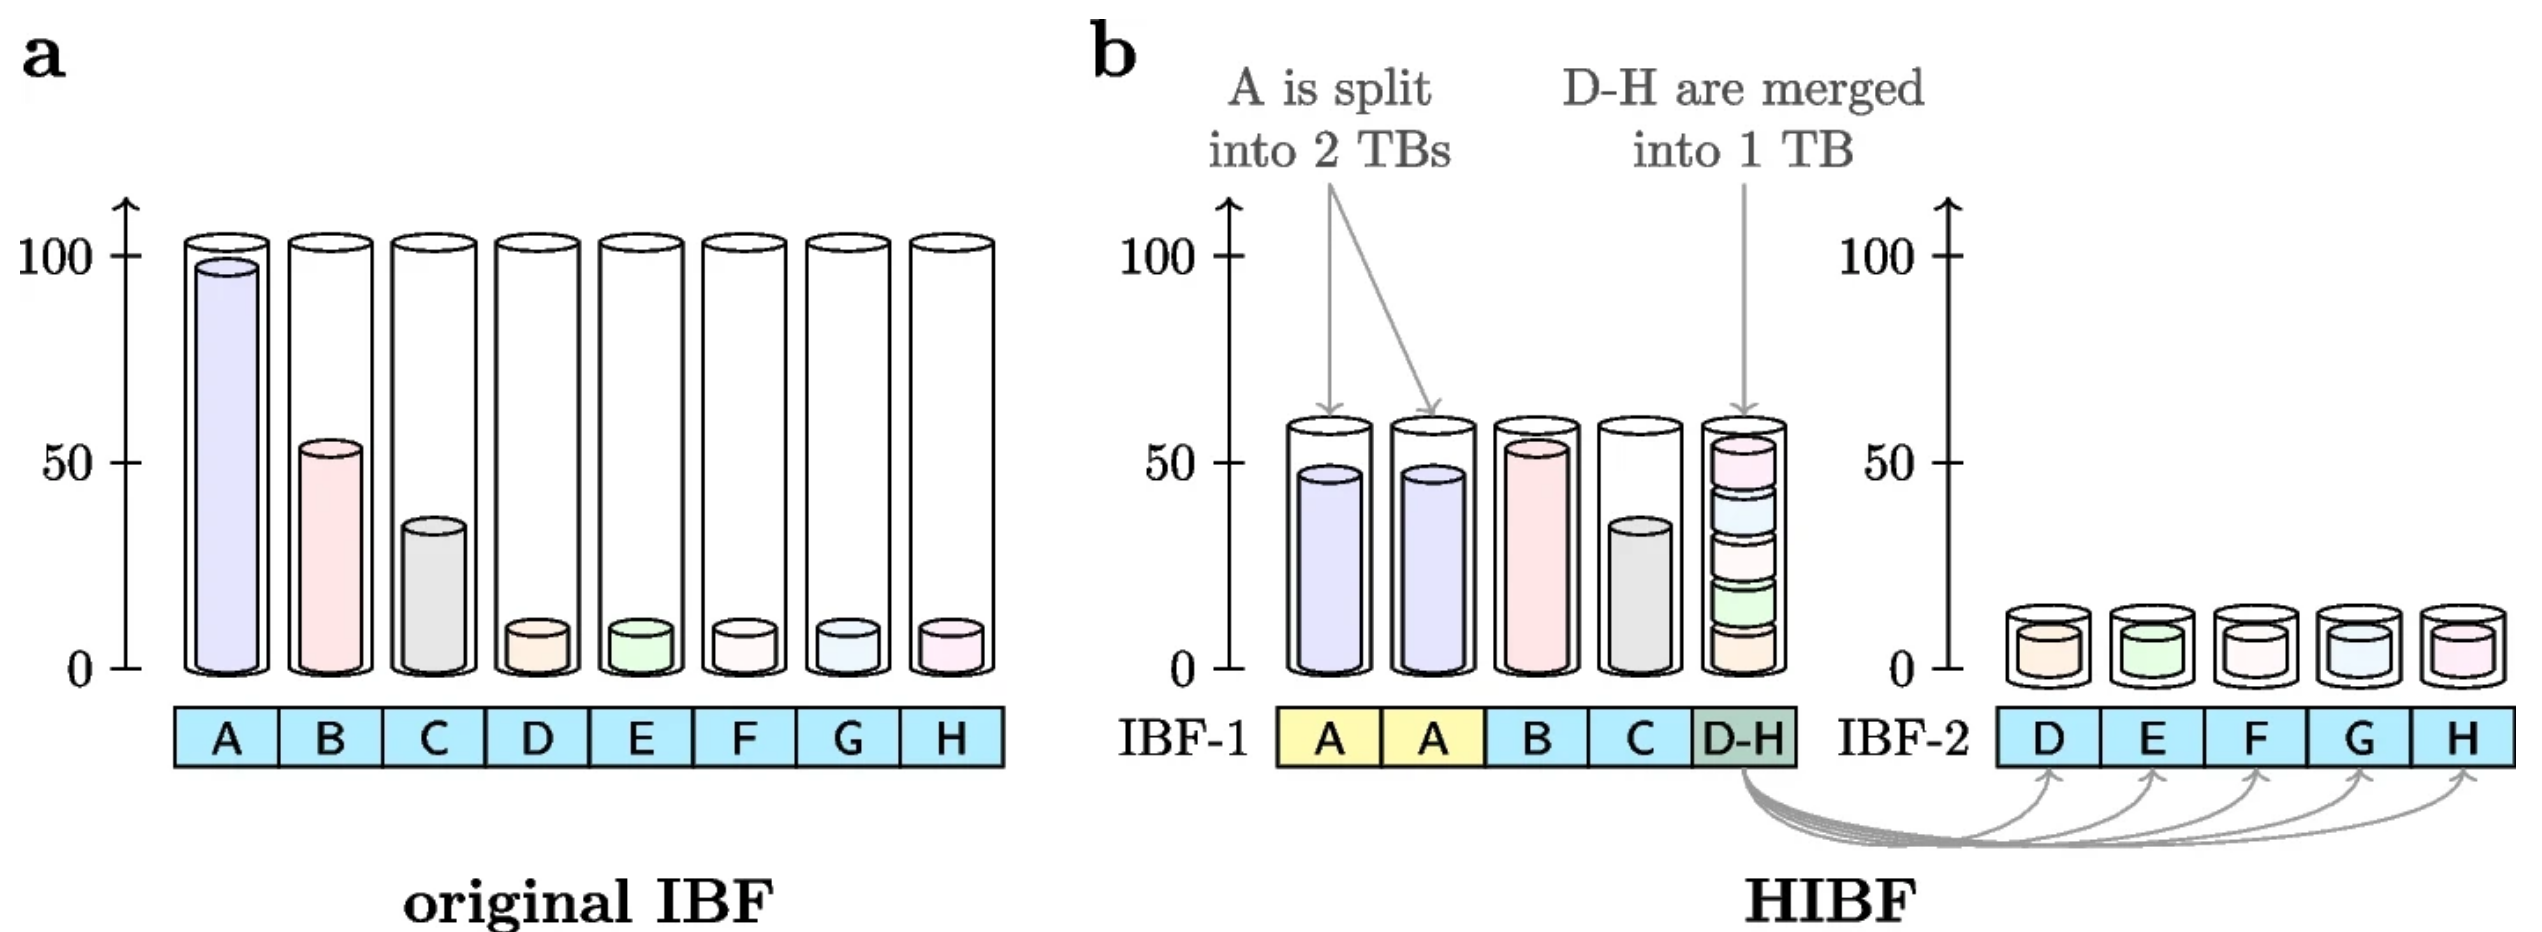 a
100
50
0
A B C D E F G H
original IBF
b
A is split
into 2 TBs
D-H are merged
into 1 TB
100
50
0
IBF-1 A A B C D-H
100
50
0
IBF-2 D E F G H
HIBF